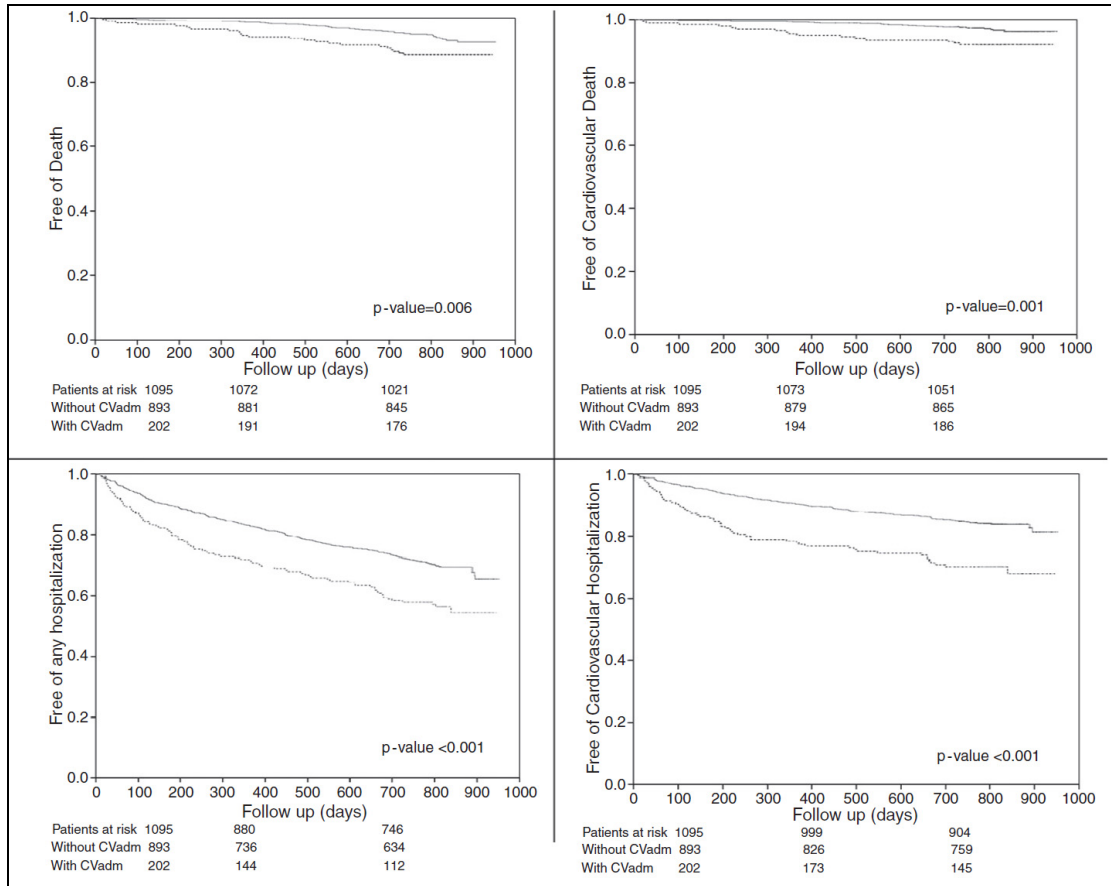 Free of Death
1.0
0.8
0.6
0.4
0.2
0.0
p-value=0.006
0 100 200 300 400 500 600 700 800 900 1000
Follow up (days)
Patients at risk 1095 1072 1021
Without CVadm 893 881 845
With CVadm 202 191 176
Free of Cardiovascular Death
1.0
0.8
0.6
0.4
0.2
0.0
p-value=0.001
0 100 200 300 400 500 600 700 800 900 1000
Follow up (days)
Patients at risk 1095 1073 1051
Without CVadm 893 879 865
With CVadm 202 194 186
Free of any hospitalization
1.0
0.8
0.6
0.4
0.2
0.0
p-value <0.001
0 100 200 300 400 500 600 700 800 900 1000
Follow up (days)
Patients at risk 1095 880 746
Without CVadm 893 736 634
With CVadm 202 144 112
Free of Cardiovascular Hospitalization
1.0
0.8
0.6
0.4
0.2
0.0
p-value <0.001
0 100 200 300 400 500 600 700 800 900 1000
Follow up (days)
Patients at risk 1095 999 904
Without CVadm 893 826 759
With CVadm 202 173 145